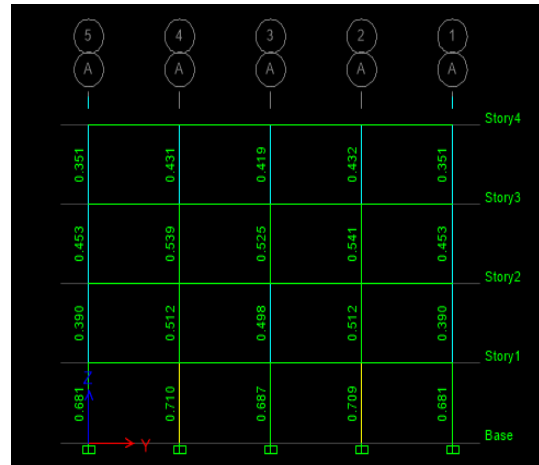 5 4 3 2 1
A A A A A
Story4
0.351 0.431 0.419 0.432 0.351
Story3
0.453 0.539 0.525 0.541 0.453
Story2
0.390 0.512 0.498 0.512 0.390
Story1
0.681 0.710 0.687 0.709 0.681
Z
Y
Base